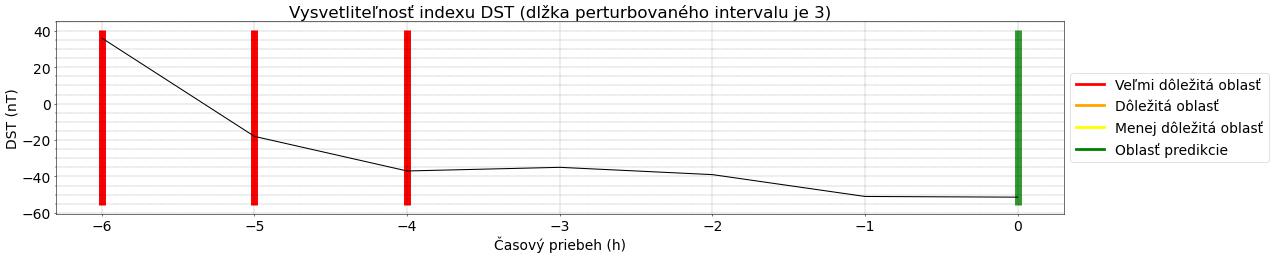 Vysvetliteľnosť indexu DST (dĺžka perturbovaného intervalu je 3)
DST (nT)
40
20
0
−20
−40
−60
−6 −5 −4 −3 −2 −1 0
Časový priebeh (h)
Veľmi dôležitá oblasť
Dôležitá oblasť
Menej dôležitá oblasť
Oblasť predikcie